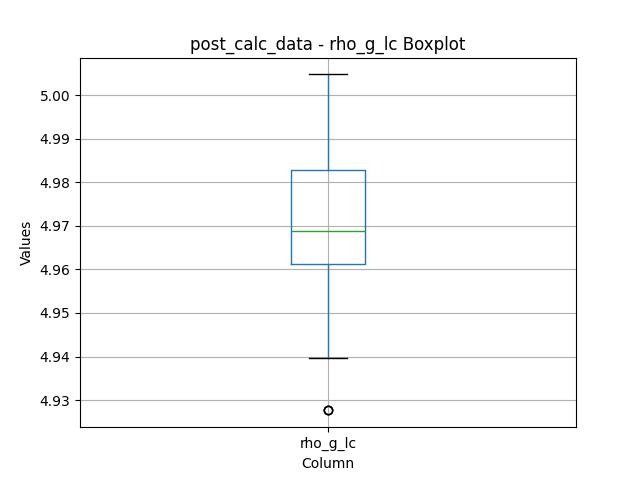 post_calc_data - rho_g_lc Boxplot
5.00
4.99
4.98
4.97
4.96
4.95
4.94
4.93
Values
rho_g_lc
Column